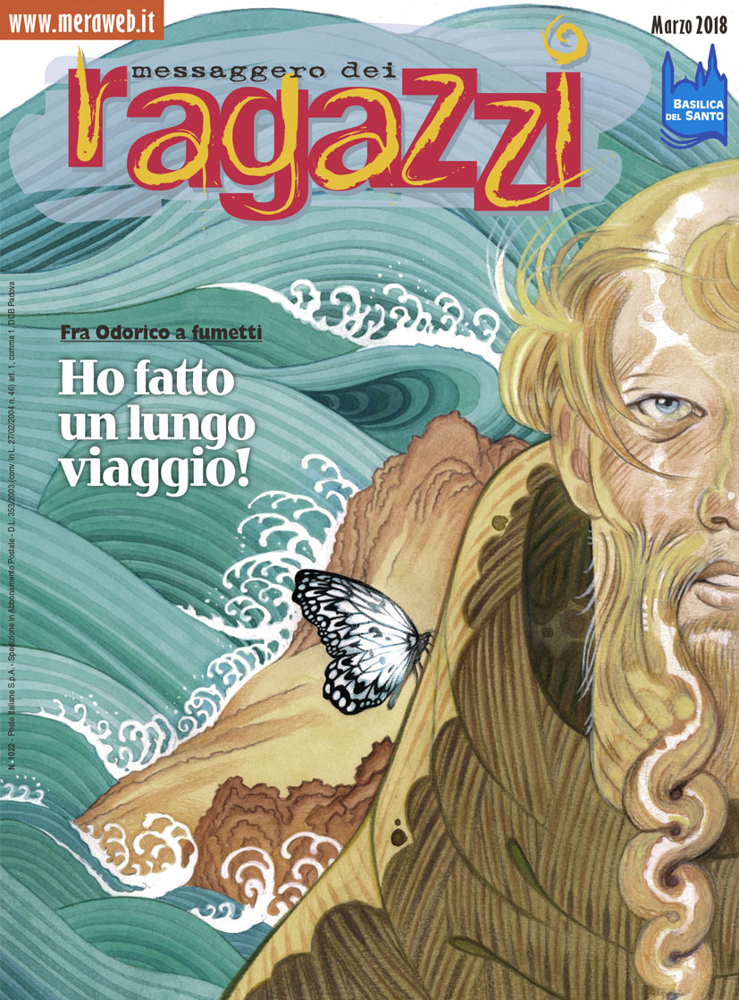 www.meraweb.it
Marzo 2018
messaggero dei
ragazzi
BASILICA
DEL SANTO
Fra Odorico a fumetti
Ho fatto
un lungo
viaggio!
N. 1022 - Poste Italiane S.p.A. - Spedizione in Abbonamento Postale - D.L. 353/2003 (conv. in L. 27/02/2004 n. 46) art. 1, comma 1, DCB Padova